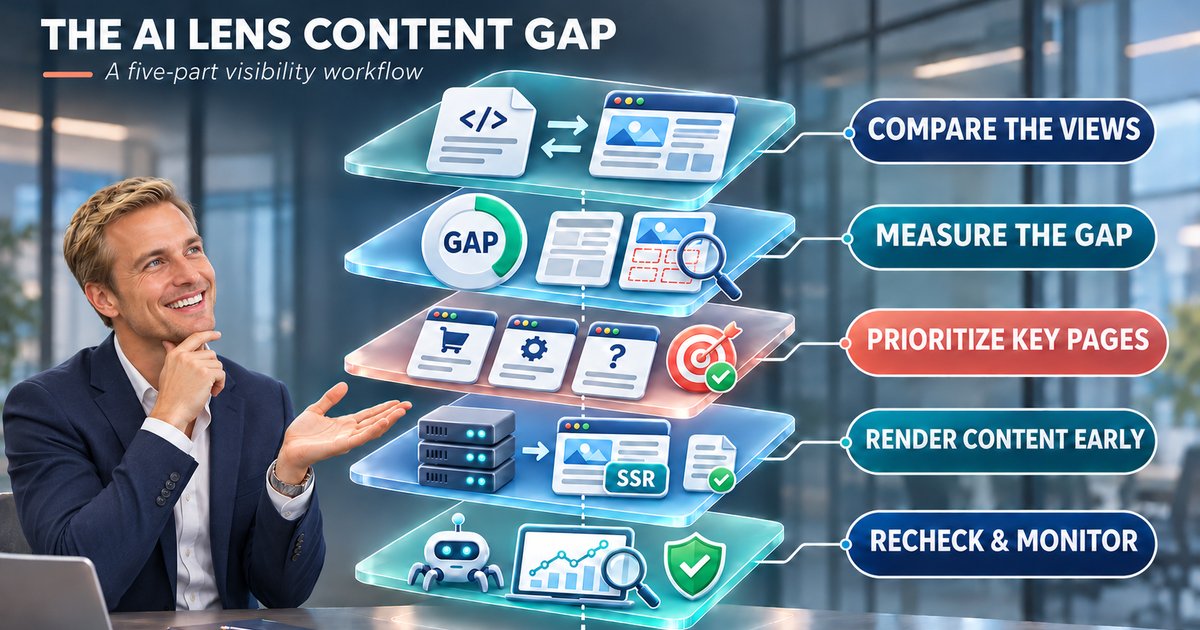 THE AI LENS CONTENT GAP
A five-part visibility workflow
</>
COMPARE THE VIEWS
GAP
MEASURE THE GAP
PRIORITIZE KEY PAGES
?
SSR
RENDER CONTENT EARLY
RECHECK & MONITOR